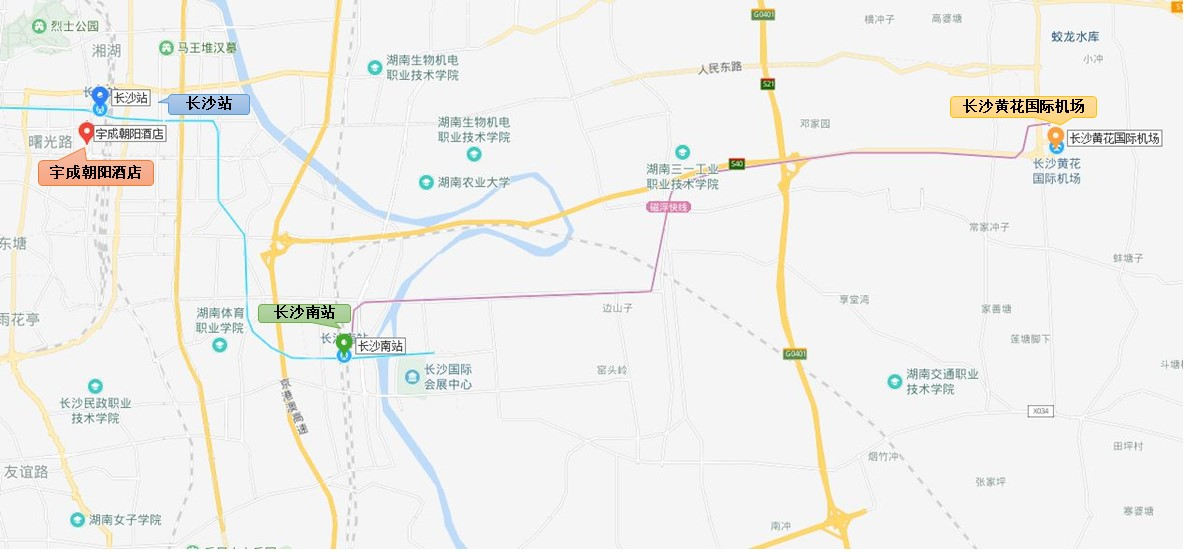 烈士公园
湘湖
马王堆汉墓
长沙站
长沙站
曙光路
宇成朝阳酒店
宇成朝阳酒店
东塘
雨花亭
湖南生物机电
职业技术学院
湖南生物机电
职业技术学院
湖南农业大学
人民东路
G0401
S21
横冲子
高婆塘
蛟龙水库
小冲
邓家园
长沙黄花国际机场
长沙黄花国际机场
长沙黄花
国际机场
湖南三一工业
职业技术学院
S40
磁浮快线
常家冲子
蚌塘子
长沙南站
长沙南站
湖南体育
职业学院
边山子
享堂湾
家善塘
莲塘脚下
G0401
斗塘
长沙国际
会展中心
窑头岭
湖南交通职业
技术学院
京港澳高速
长沙民政职业
技术学院
X034
友谊路
烟竹冲
田坪村
张家坪
寒婆塘
湖南女子学院
南冲